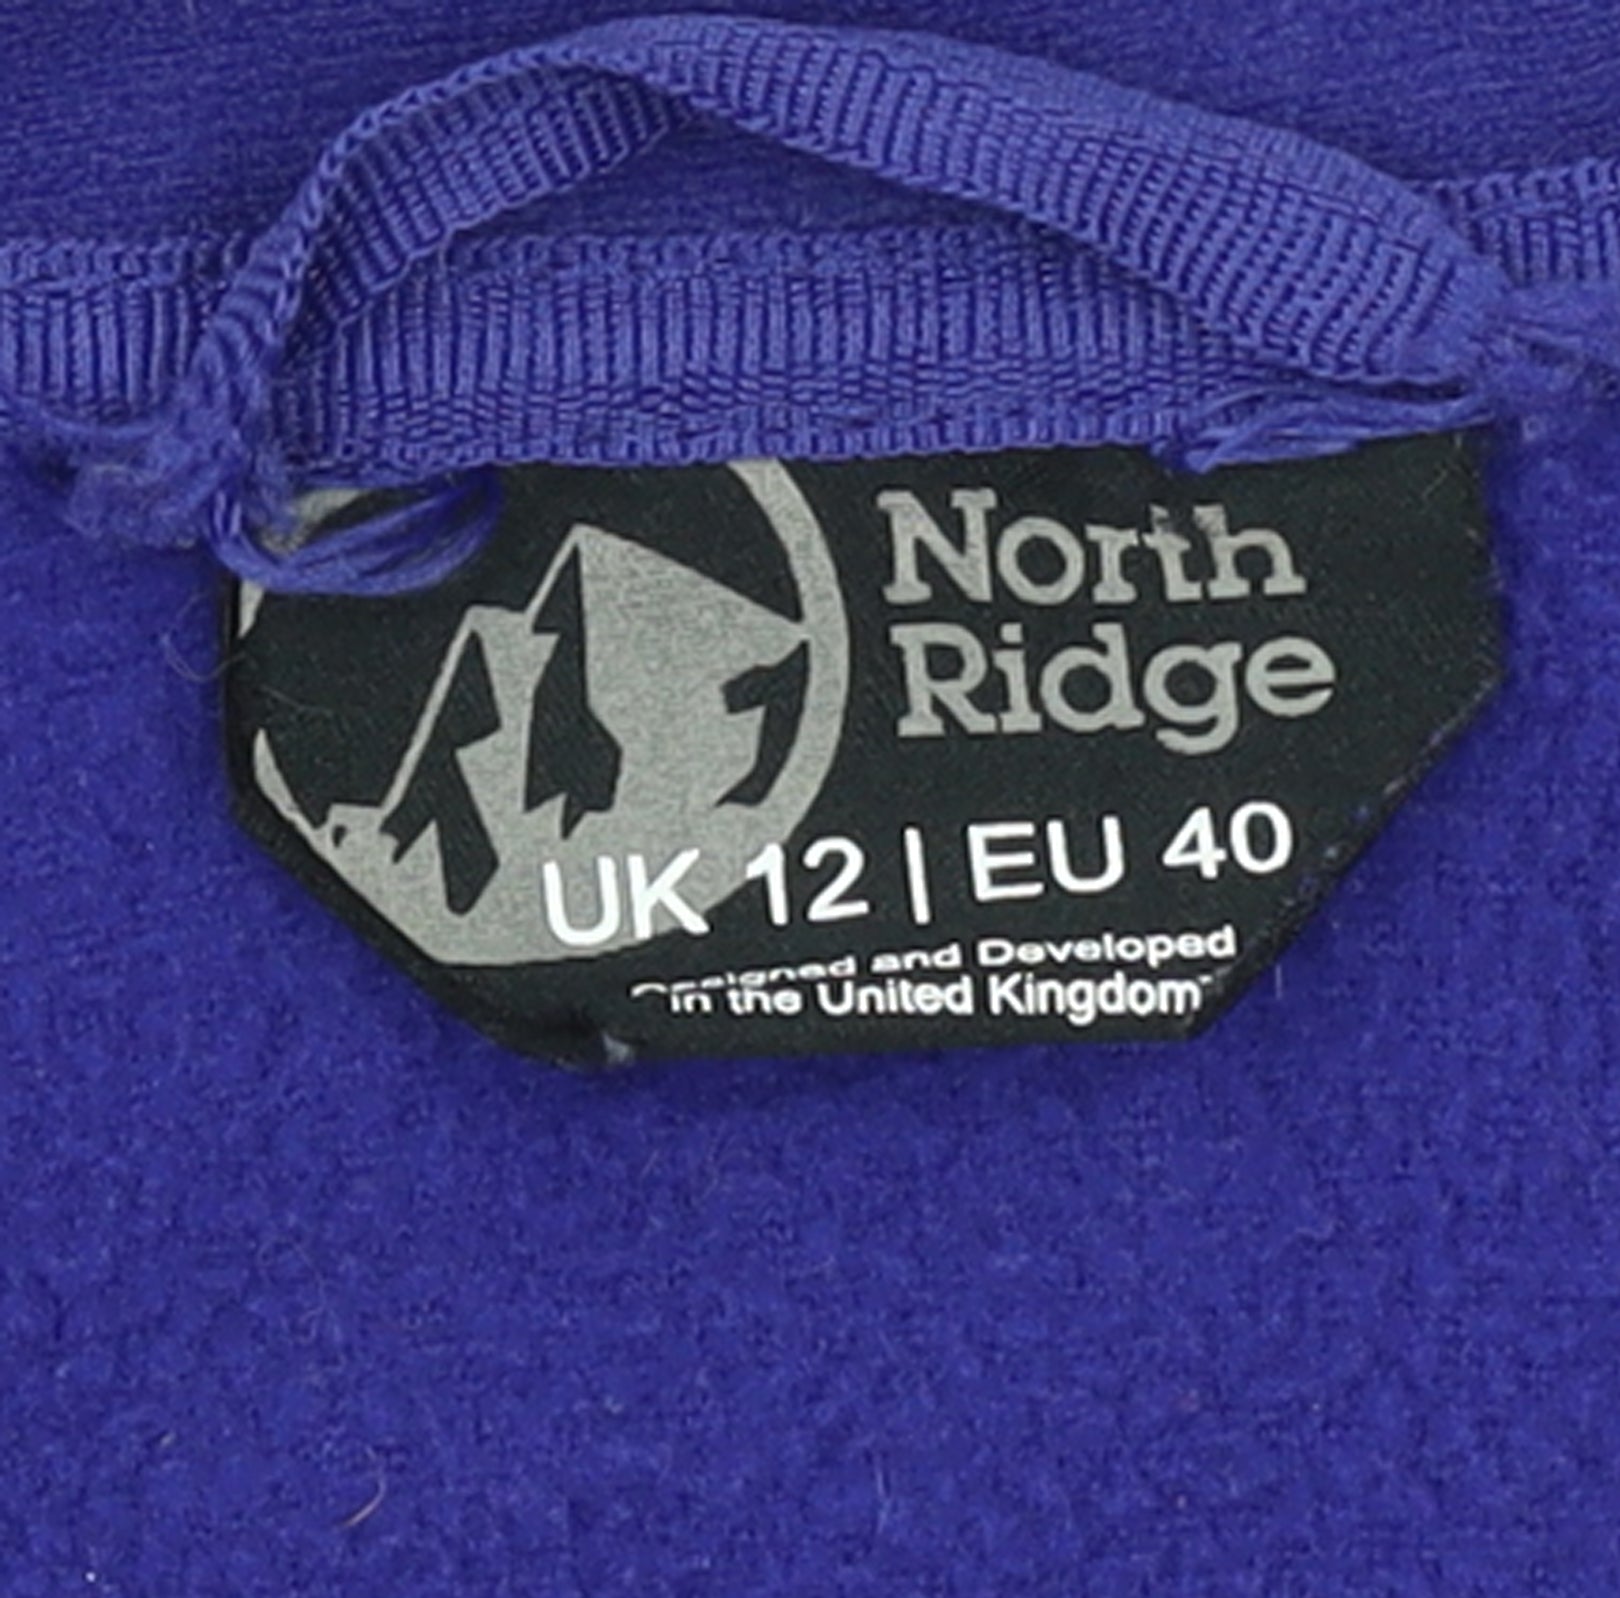 North
Ridge
UK 12 | EU 40
Designed and Developed
in the United Kingdom